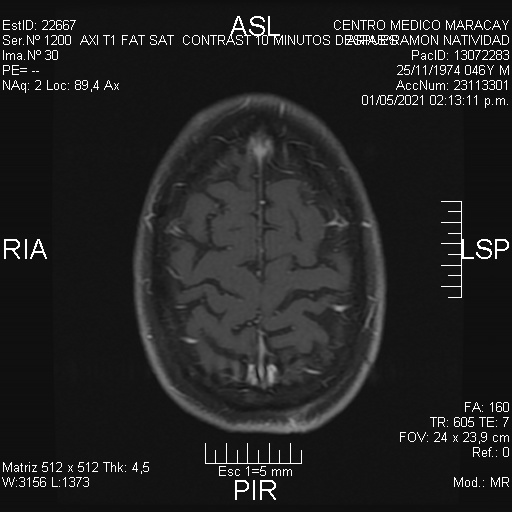 EstID: 22667
ASL
CENTRO MEDICO MARACAY
Ser.Nº 1200 AXI T1 FAT SAT CONTRAST 10 MINUTOS DE
RAMON NATIVIDAD
Ima.Nº 30
PacID: 13072283
PE= --
25/11/1974 046Y M
NAq: 2 Loc: 89,4 Ax
AccNum: 23113301
01/05/2021 02:13:11 p.m.
RIA
LSP
FA: 160
TR: 605 TE: 7
FOV: 24 x 23,9 cm
Ref.: 0
Matriz 512 x 512 Thk: 4,5
Esc 1=5 mm
W:3156 L:1373
PIR
Mod.: MR